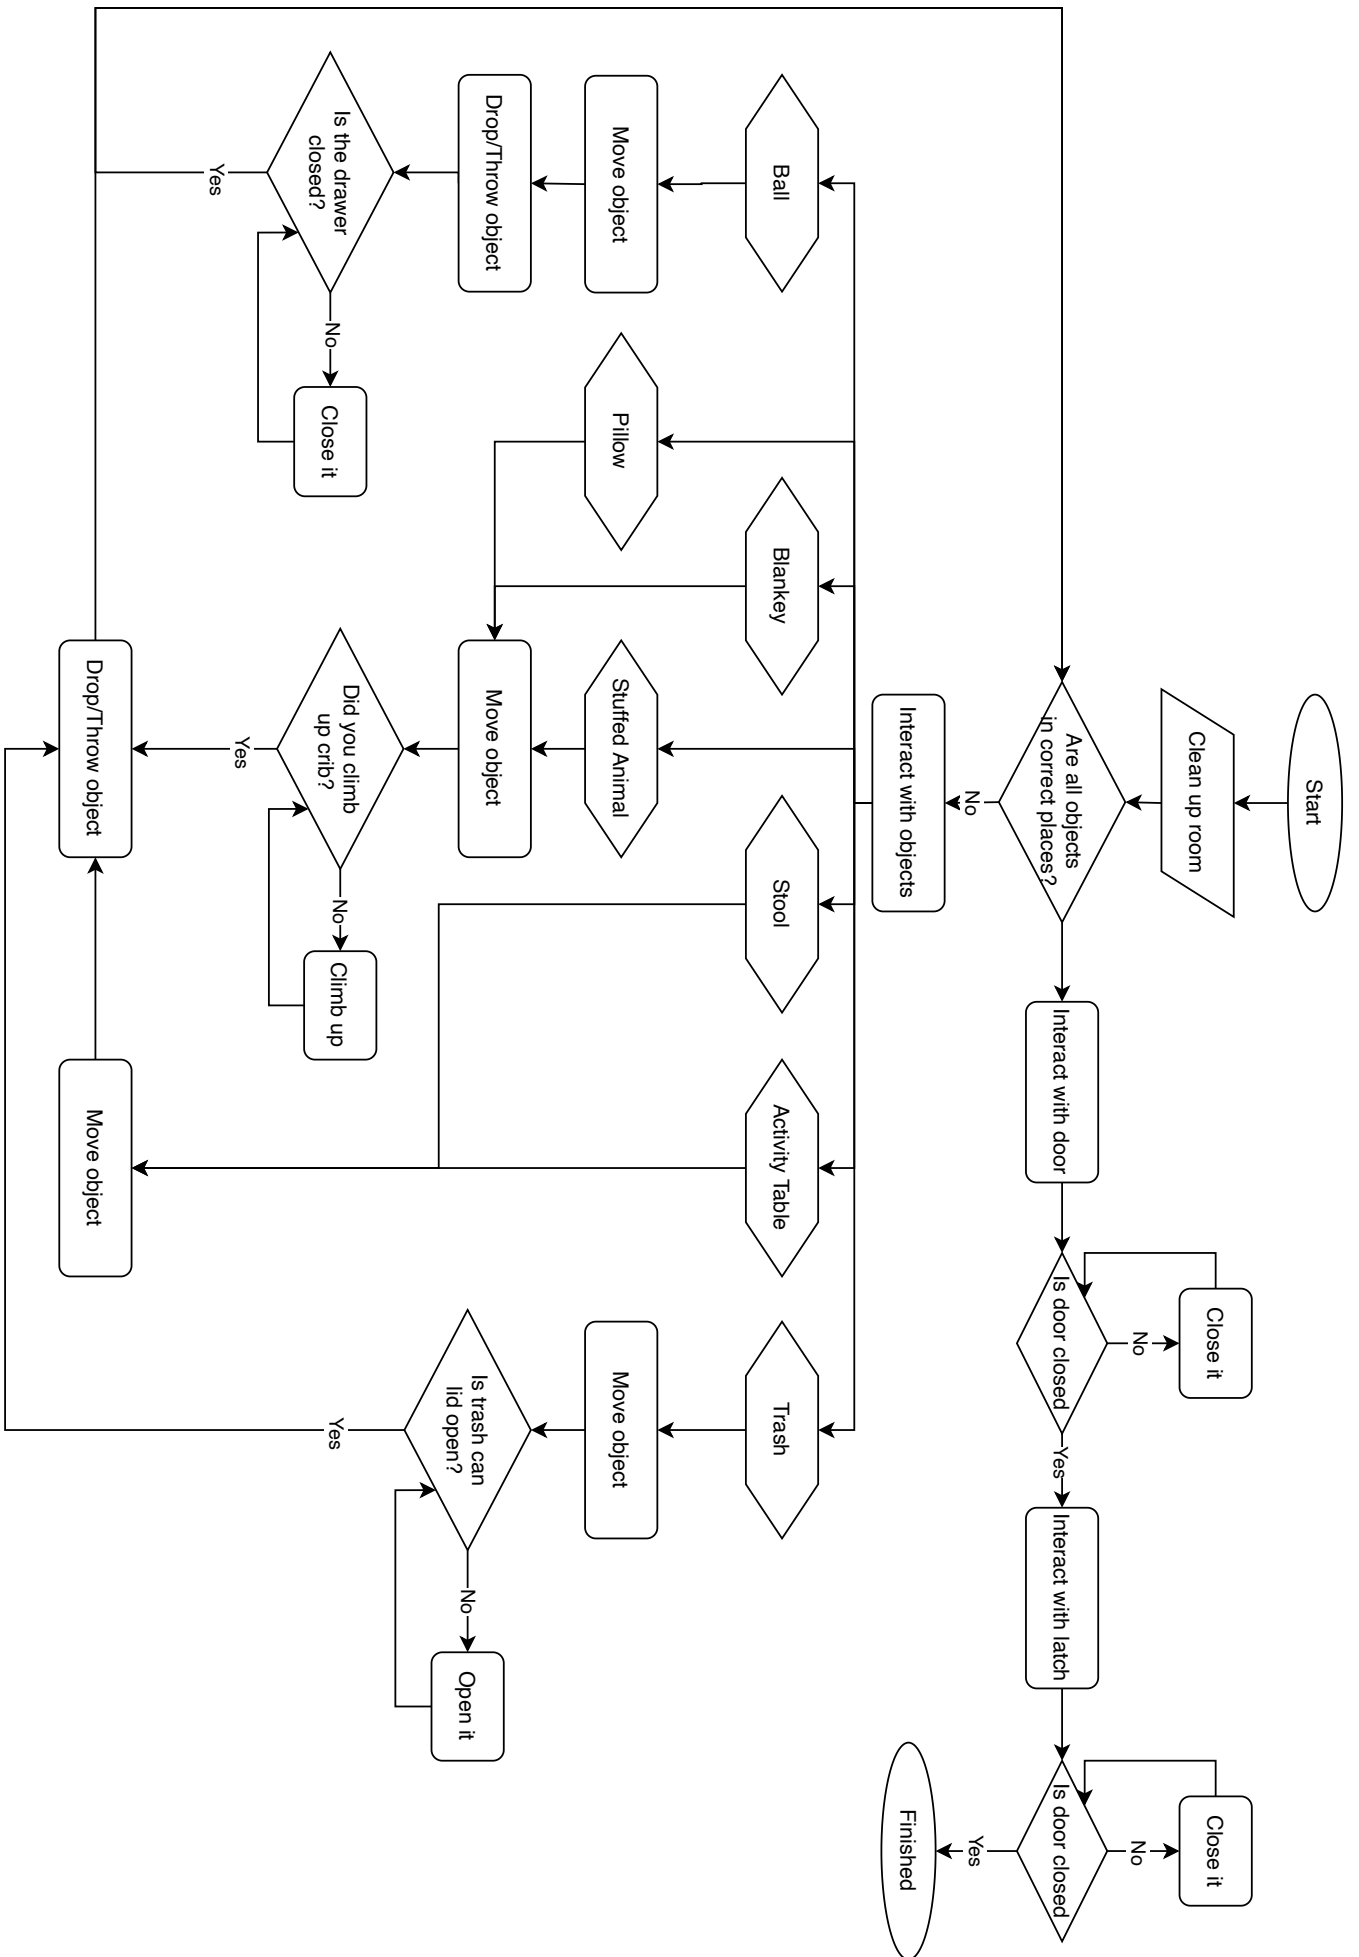 Start
Clean up room
Are all objects
in correct places?
No
Interact with objects
Interact with door
Is door closed
No
Close it
Yes
Interact with latch
Is door closed
No
Close it
Yes
Finished
Ball
Move object
Drop/Throw object
Is the drawer
closed?
No
Close it
Yes
Pillow
Blankey
Stuffed Animal
Move object
Did you climb
up crib?
No
Climb up
Yes
Drop/Throw object
Stool
Activity Table
Move object
Trash
Move object
Is trash can
lid open?
No
Open it
Yes